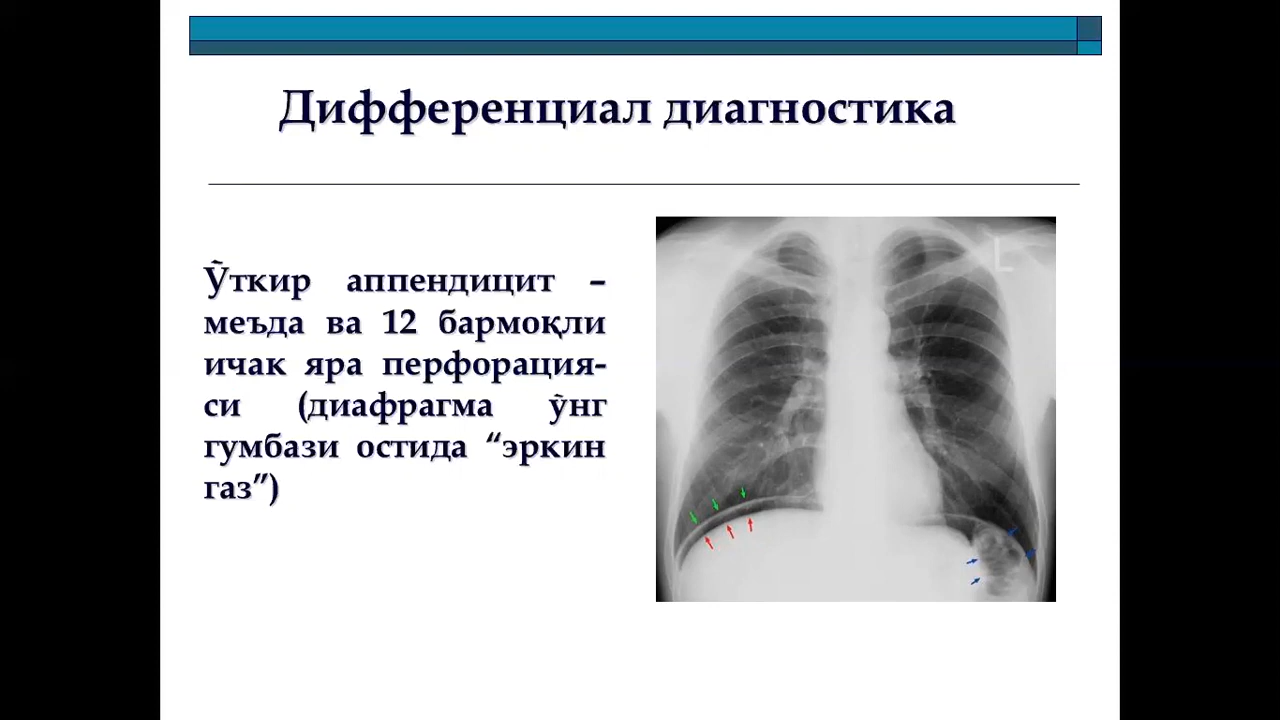 Дифференциал диагностика
Ўткир аппендицит –
меъда ва 12 бармоқли
ичак яра перфорация-
си (диафрагма ўнг
гумбази остида “эркин
газ”)
L